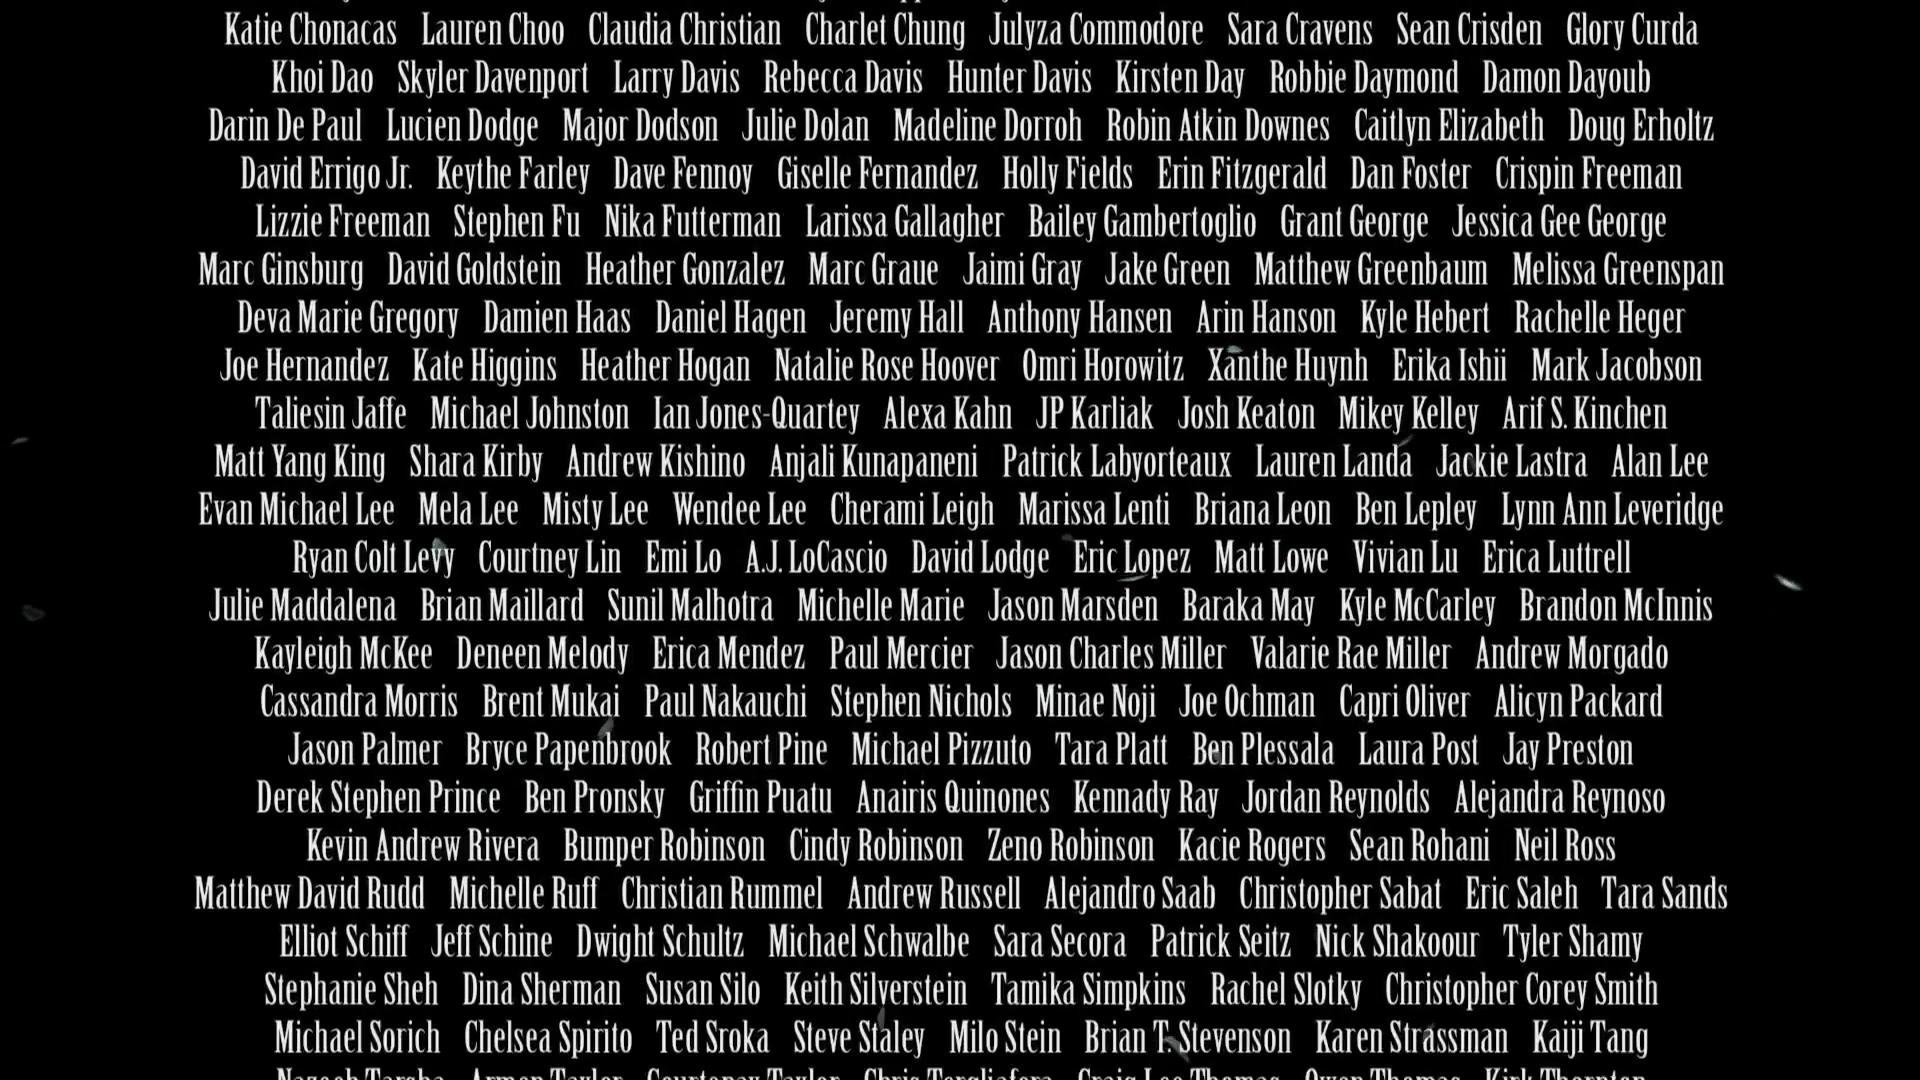 Katie Chonacas Lauren Choo Claudia Christian Charlet Chung Julyza Commodore Sara Cravens Sean Crisden Glory Curda
Khoi Dao Skyler Davenport Larry Davis Rebecca Davis Hunter Davis Kirsten Day Robbie Daymond Damon Dayoub
Darin De Paul Lucien Dodge Major Dodson Julie Dolan Madeline Dorroh Robin Atkin Downes Caitlyn Elizabeth Doug Erholtz
David Errigo Jr. Keythe Farley Dave Fennoy Giselle Fernandez Holly Fields Erin Fitzgerald Dan Foster Crispin Freeman
Lizzie Freeman Stephen Fu Nika Futterman Larissa Gallagher Bailey Gambertoglio Grant George Jessica Gee George
Marc Ginsburg David Goldstein Heather Gonzalez Marc Graue Jaimi Gray Jake Green Matthew Greenbaum Melissa Greenspan
Deva Marie Gregory Damien Haas Daniel Hagen Jeremy Hall Anthony Hansen Arin Hanson Kyle Hebert Rachelle Heger
Joe Hernandez Kate Higgins Heather Hogan Natalie Rose Hoover Omri Horowitz Xanthe Huynh Erika Ishii Mark Jacobson
Taliesin Jaffe Michael Johnston Ian Jones-Quartey Alexa Kahn JP Karliak Josh Keaton Mikey Kelley Arif S. Kinchen
Matt Yang King Shara Kirby Andrew Kishino Anjali Kunapaneni Patrick Labyorteaux Lauren Landa Jackie Lastra Alan Lee
Evan Michael Lee Mela Lee Misty Lee Wendee Lee Cherami Leigh Marissa Lenti Briana Leon Ben Lepley Lynn Ann Leveridge
Ryan Colt Levy Courtney Lin Emi Lo A.J. LoCascio David Lodge Eric Lopez Matt Lowe Vivian Lu Erica Luttrell
Julie Maddalena Brian Maillard Sunil Malhotra Michelle Marie Jason Marsden Baraka May Kyle McCarley Brandon McInnis
Kayleigh McKee Deneen Melody Erica Mendez Paul Mercier Jason Charles Miller Valarie Rae Miller Andrew Morgado
Cassandra Morris Brent Mukai Paul Nakauchi Stephen Nichols Minae Noji Joe Ochman Capri Oliver Alicyn Packard
Jason Palmer Bryce Papenbrook Robert Pine Michael Pizzuto Tara Platt Ben Plessala Laura Post Jay Preston
Derek Stephen Prince Ben Pronsky Griffin Puatu Anairis Quinones Kennady Ray Jordan Reynolds Alejandra Reynoso
Kevin Andrew Rivera Bumper Robinson Cindy Robinson Zeno Robinson Kacie Rogers Sean Rohani Neil Ross
Matthew David Rudd Michelle Ruff Christian Rummel Andrew Russell Alejandro Saab Christopher Sabat Eric Saleh Tara Sands
Elliot Schiff Jeff Schine Dwight Schultz Michael Schwalbe Sara Secora Patrick Seitz Nick Shakoour Tyler Shamy
Stephanie Sheh Dina Sherman Susan Silo Keith Silverstein Tamika Simpkins Rachel Slotky Christopher Corey Smith
Michael Sorich Chelsea Spirito Ted Sroka Steve Staley Milo Stein Brian T. Stevenson Karen Strassman Kaiji Tang